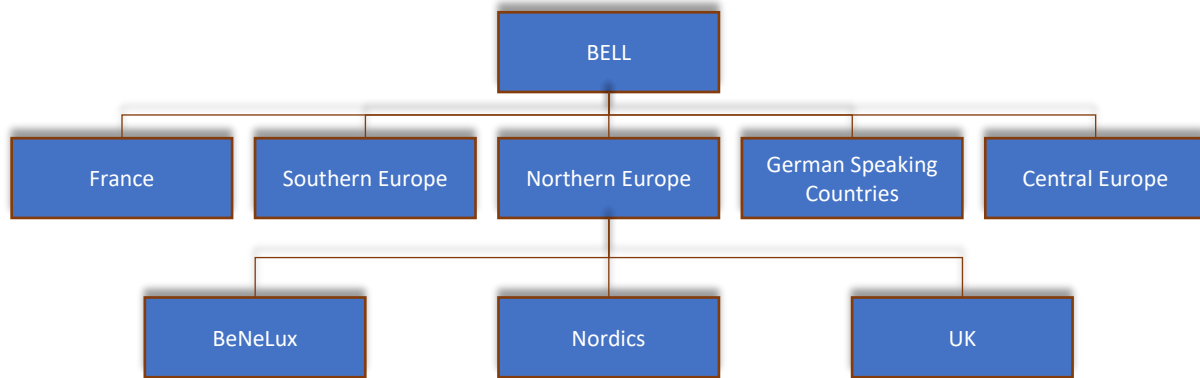 BELL
France
Southern Europe
Northern Europe
German Speaking
Countries
Central Europe
BeNeLux
Nordics
UK